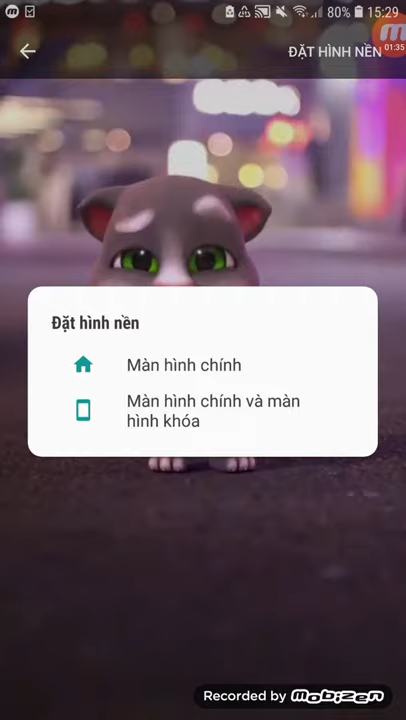 80% 15:29
ĐẶT HÌNH NỀN
01:35
Đặt hình nền
Màn hình chính
Màn hình chính và màn
hình khóa
Recorded by mobizen